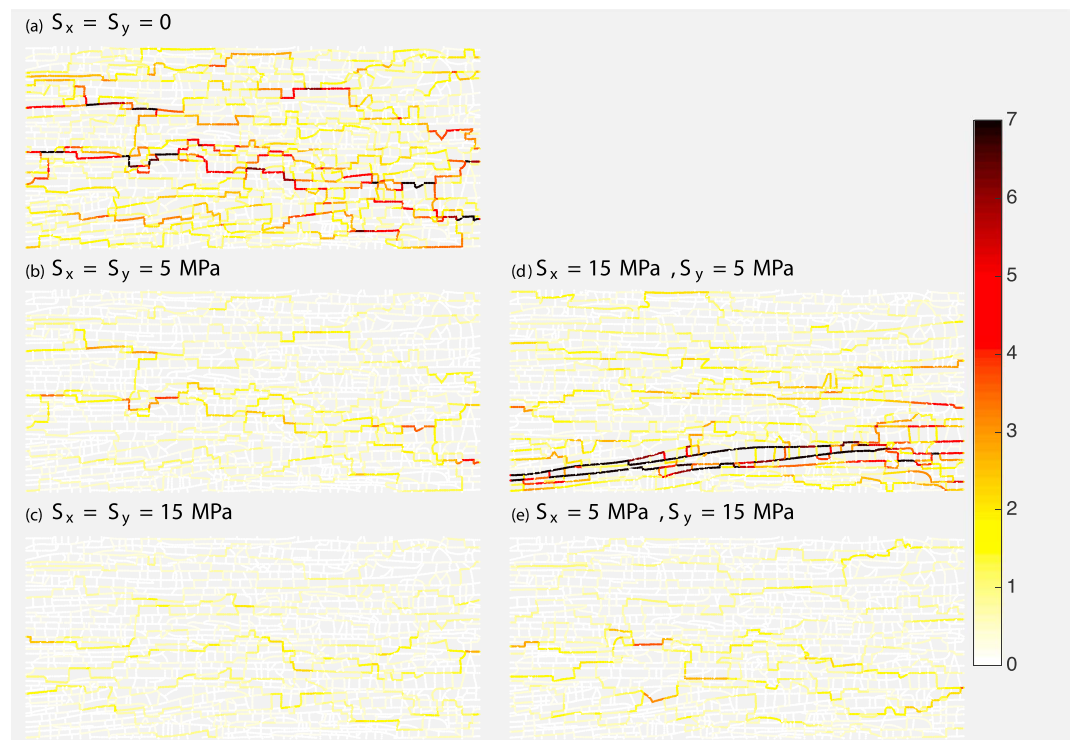 (a) Sx = Sy = 0
(b) Sx = Sy = 5 MPa
(d) Sx = 15 MPa , Sy = 5 MPa
(c) Sx = Sy = 15 MPa
(e) Sx = 5 MPa , Sy = 15 MPa
7
6
5
4
3
2
1
0